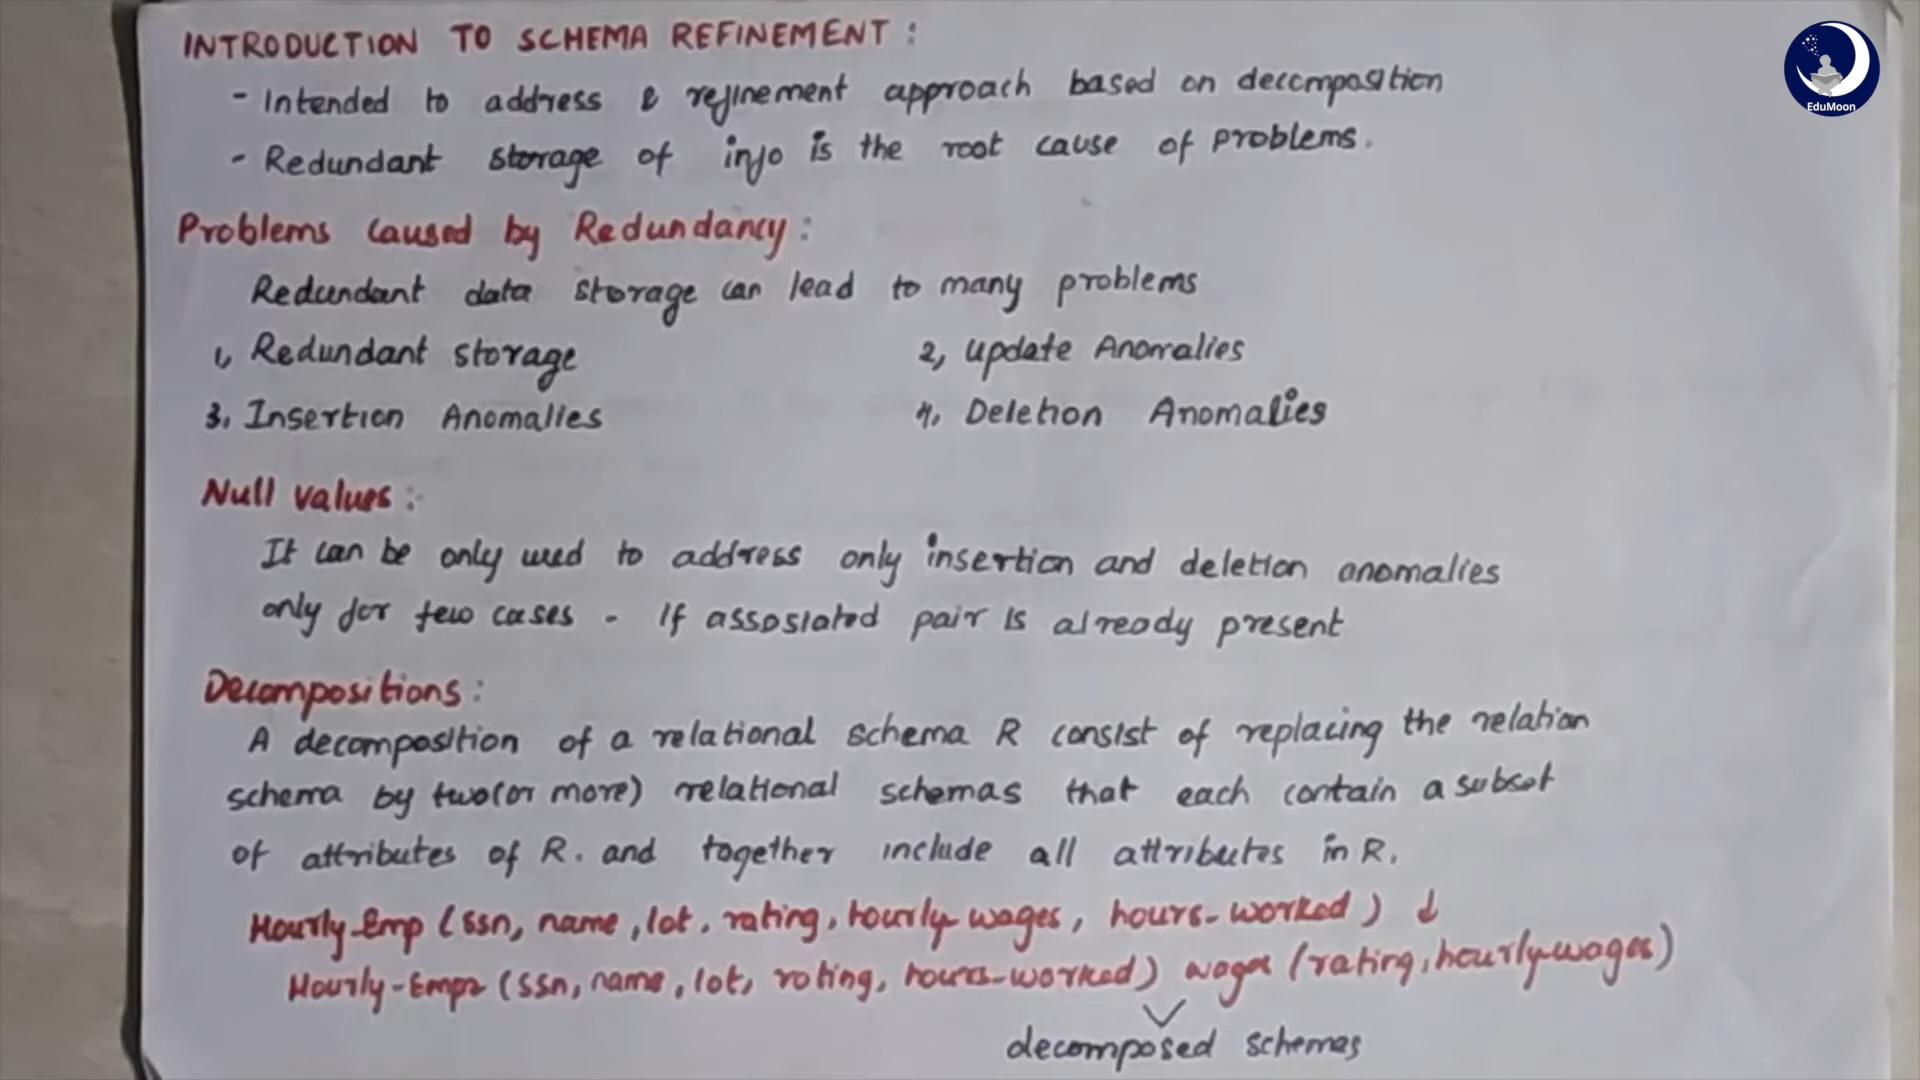 INTRODUCTION TO SCHEMA REFINEMENT :
EduMoon
- Intended to address & refinement approach based on decomposition
- Redundant storage of info is the root cause of problems.
Problems caused by Redundancy :
Redundant data storage can lead to many problems
1, Redundant storage 2, Update Anomalies
3, Insertion Anomalies 4, Deletion Anomalies
Null values :-
It can be only used to address only insertion and deletion anomalies
only for few cases - If assosiated pair is already present
Decompositions :
A decomposition of a relational schema R consist of replacing the relation
schema by two(or more) relational schemas that each contain a subset
of attributes of R. and together include all attributes in R.
Hourly-Emp (ssn, name, lot, rating, hourly-wages, hours-worked) ↓
Hourly-Emp2 (ssn, name, lot, rating, hours-worked) wages (rating, hourly-wages)
decomposed schemas